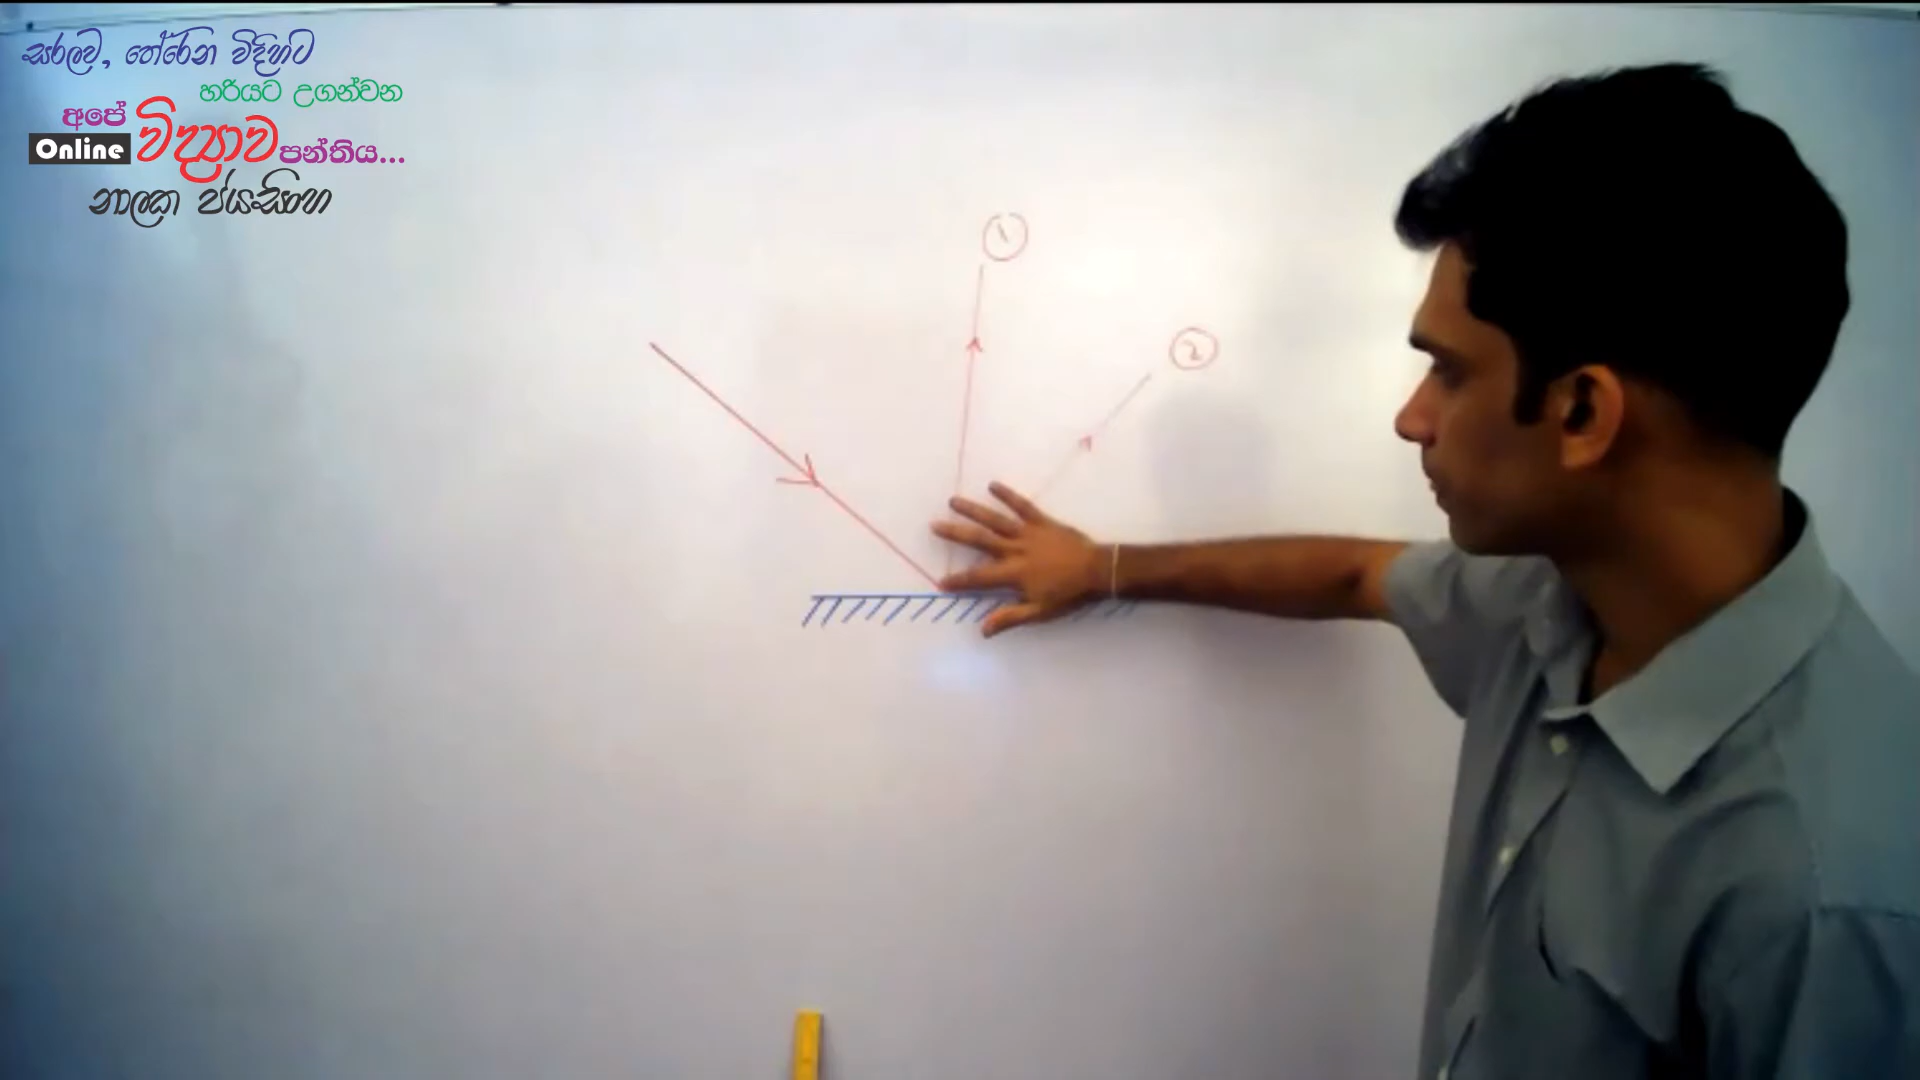 සරලව, තේරෙන විදිහට
හරියට උගන්වන
අපේ
Online විද්‍යාව පන්තිය...
නාලක ජයසිංහ
1
2